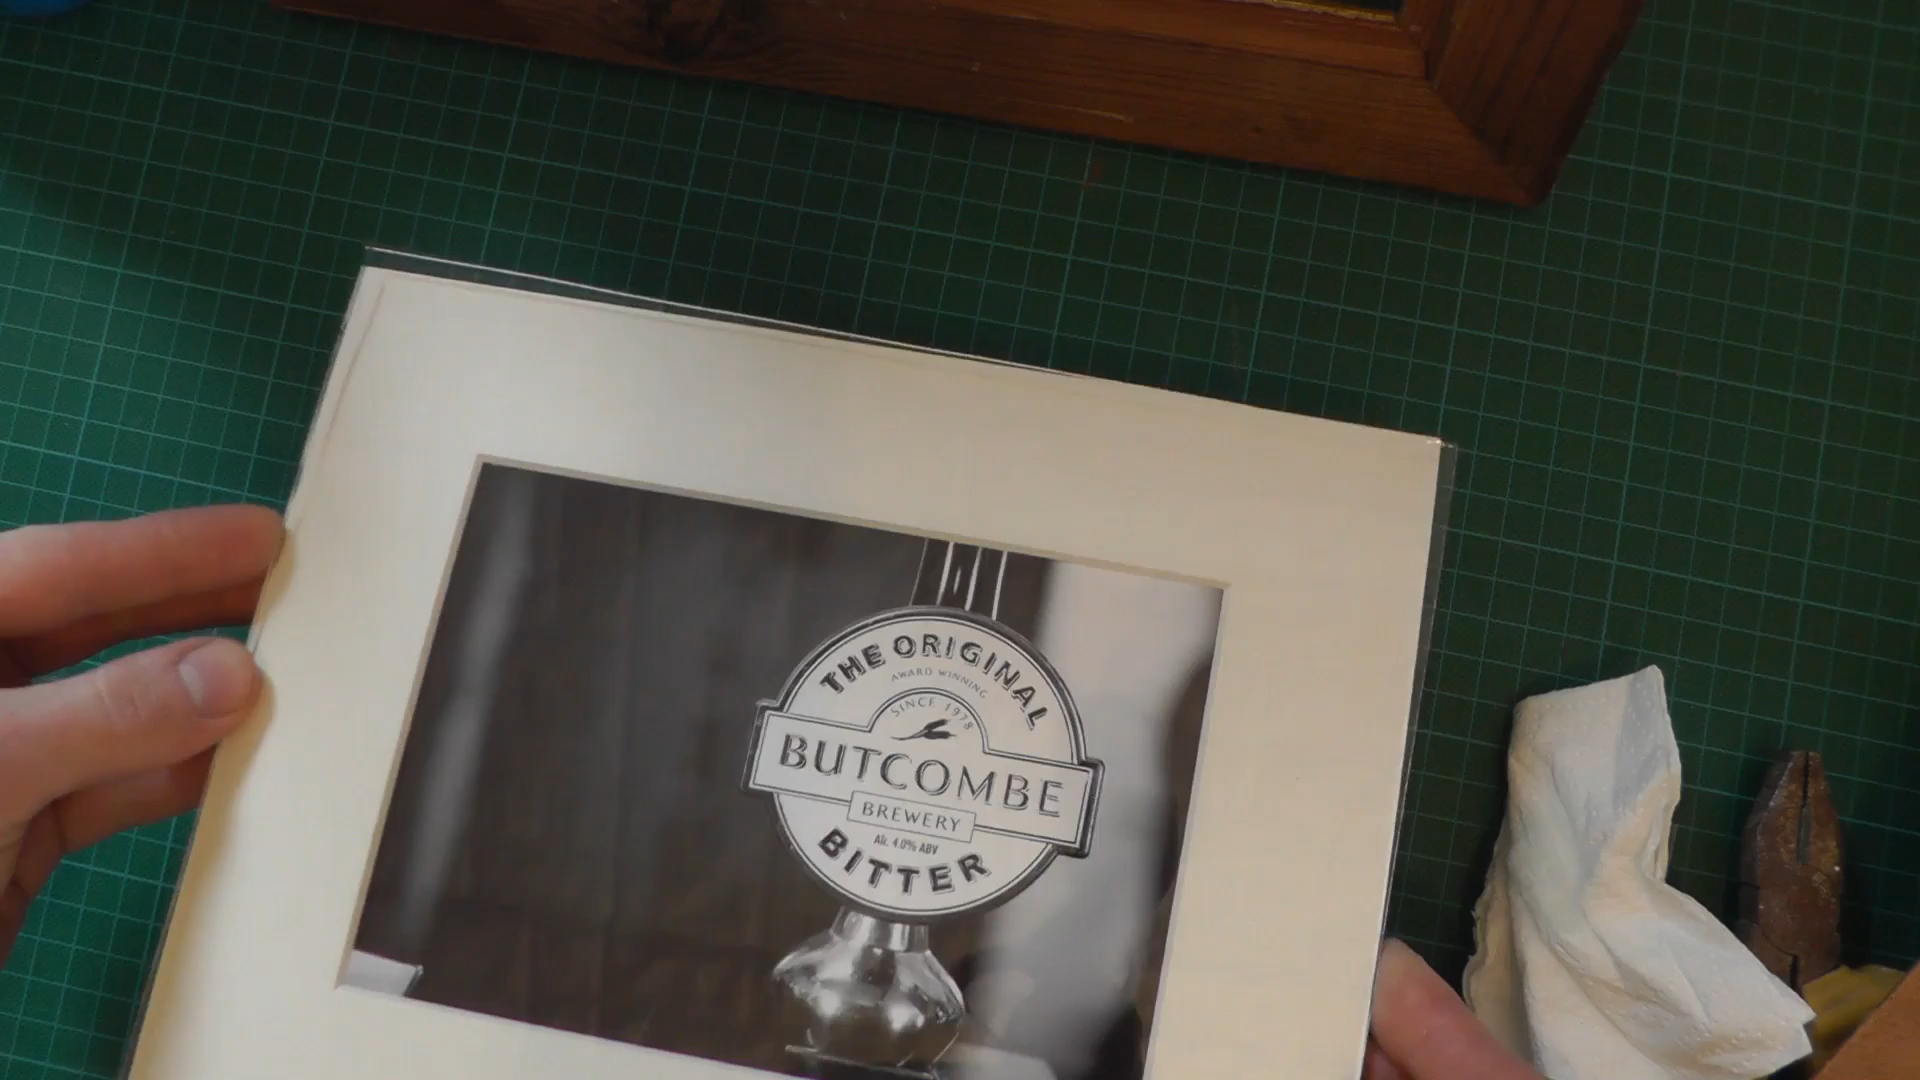 THE ORIGINAL
AWARD WINNING
SINCE 1978
BUTCOMBE
BREWERY
Alc. 4.0% ABV
BITTER